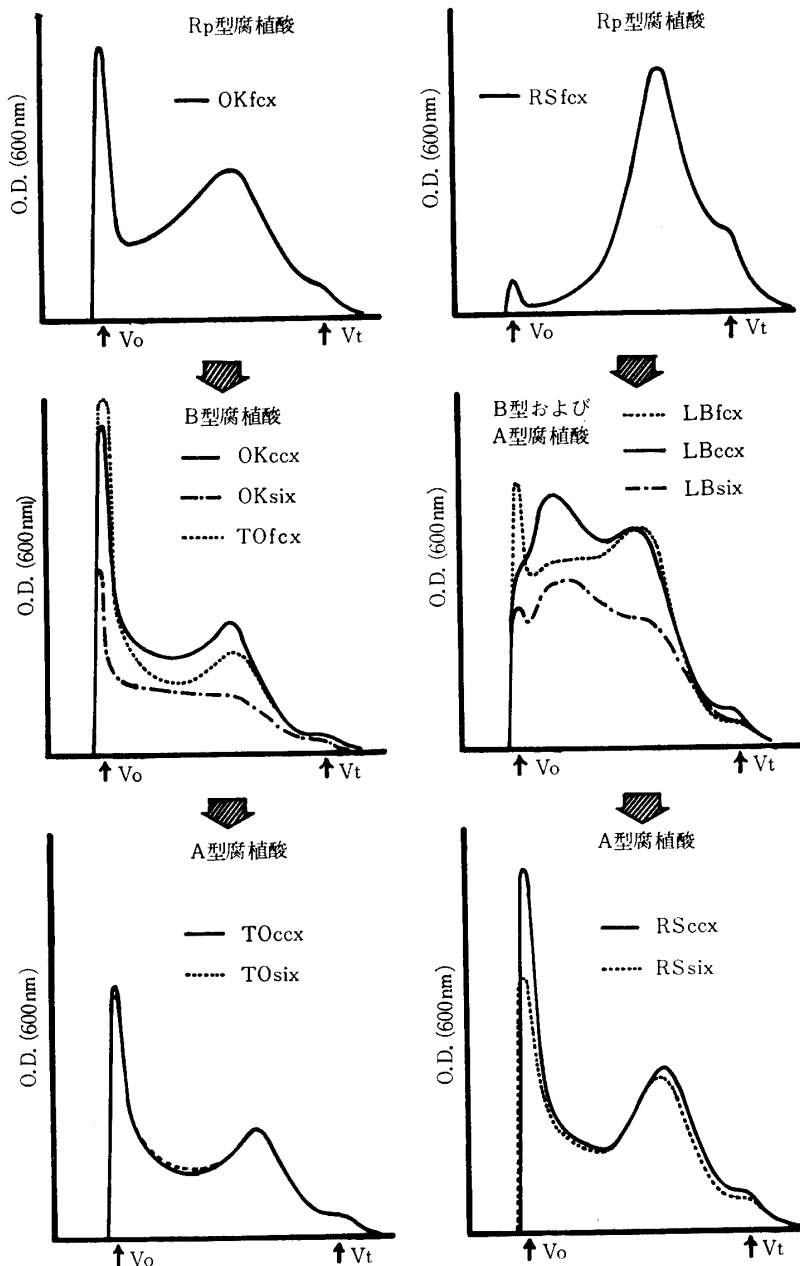 Rp型腐植酸
OKfcx
O.D. (600nm)
Vo
Vt
Rp型腐植酸
RSfcx
O.D. (600nm)
Vo
Vt
B型腐植酸
OKccx
OKsix
TOfcx
O.D. (600nm)
Vo
Vt
B型および
A型腐植酸
LBfcx
LBccx
LBsix
O.D. (600nm)
Vo
Vt
A型腐植酸
TOccx
TOsix
O.D. (600nm)
Vo
Vt
A型腐植酸
RSccx
RSsix
O.D. (600nm)
Vo
Vt